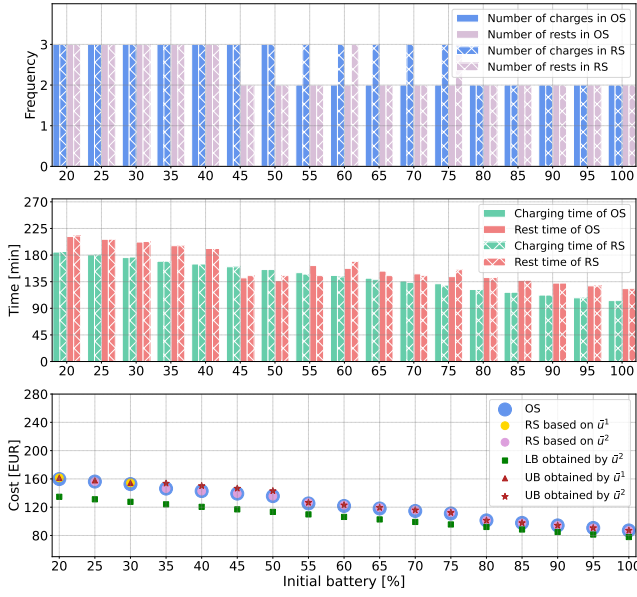 Number of charges in OS
Number of rests in OS
Number of charges in RS
Number of rests in RS
Frequency
3
2
1
0
20 25 30 35 40 45 50 55 60 65 70 75 80 85 90 95 100
Charging time of OS
Rest time of OS
Charging time of RS
Rest time of RS
Time [min]
270
225
180
135
90
45
0
20 25 30 35 40 45 50 55 60 65 70 75 80 85 90 95 100
OS
RS based on ū¹
RS based on ū²
LB obtained by ū²
UB obtained by ū¹
UB obtained by ū²
Cost [EUR]
280
240
200
160
120
80
20 25 30 35 40 45 50 55 60 65 70 75 80 85 90 95 100
Initial battery [%]